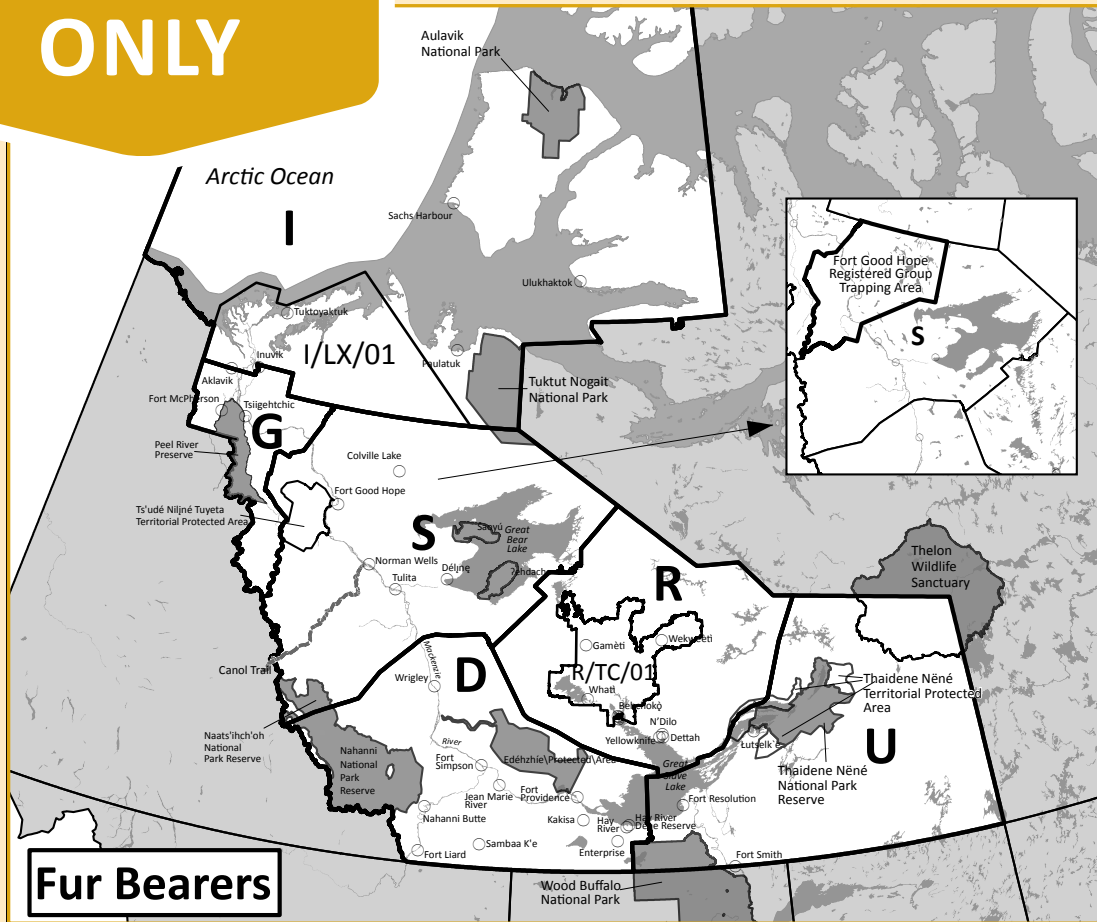 ONLY
Aulavik
National Park
Arctic Ocean
I
Sachs Harbour
Ulukhaktok
Fort Good Hope
Registered Group
Trapping Area
S
Tuktoyaktuk
Inuvik
I/LX/01
Paulatuk
Aklavik
Fort McPherson
Tsiigehtchic
G
Tuktut Nogait
National Park
Peel River
Preserve
Colville Lake
Fort Good Hope
Ts'udé Niljné Tuyeta
Territorial Protected Area
S
Sanyú
Great
Bear
Lake
Norman Wells
Tulita
Délįnę
?ehdacho
Thelon
Wildlife
Sanctuary
R
Gamèti
Wekweètì
R/TC/01
Whatì
Behchokò
N'Dilo
Yellowknife
Dettah
Canol Trail
Mackenzie
River
Wrigley
D
Naats'ihch'oh
National
Park Reserve
Nahanni
National
Park
Reserve
Edéhzhíe\Protected\Area
Fort
Simpson
Jean Marie
River
Fort
Providence
Great
Slave
Lake
Łutselk'e
Thaidene Nëné
Territorial Protected
Area
U
Thaidene Nëné
National Park
Reserve
Nahanni Butte
Kakisa
Hay
River
Hay River
Dene Reserve
Fort Resolution
Fort Liard
Sambaa K'e
Enterprise
Fort Smith
Wood Buffalo
National Park
Fur Bearers